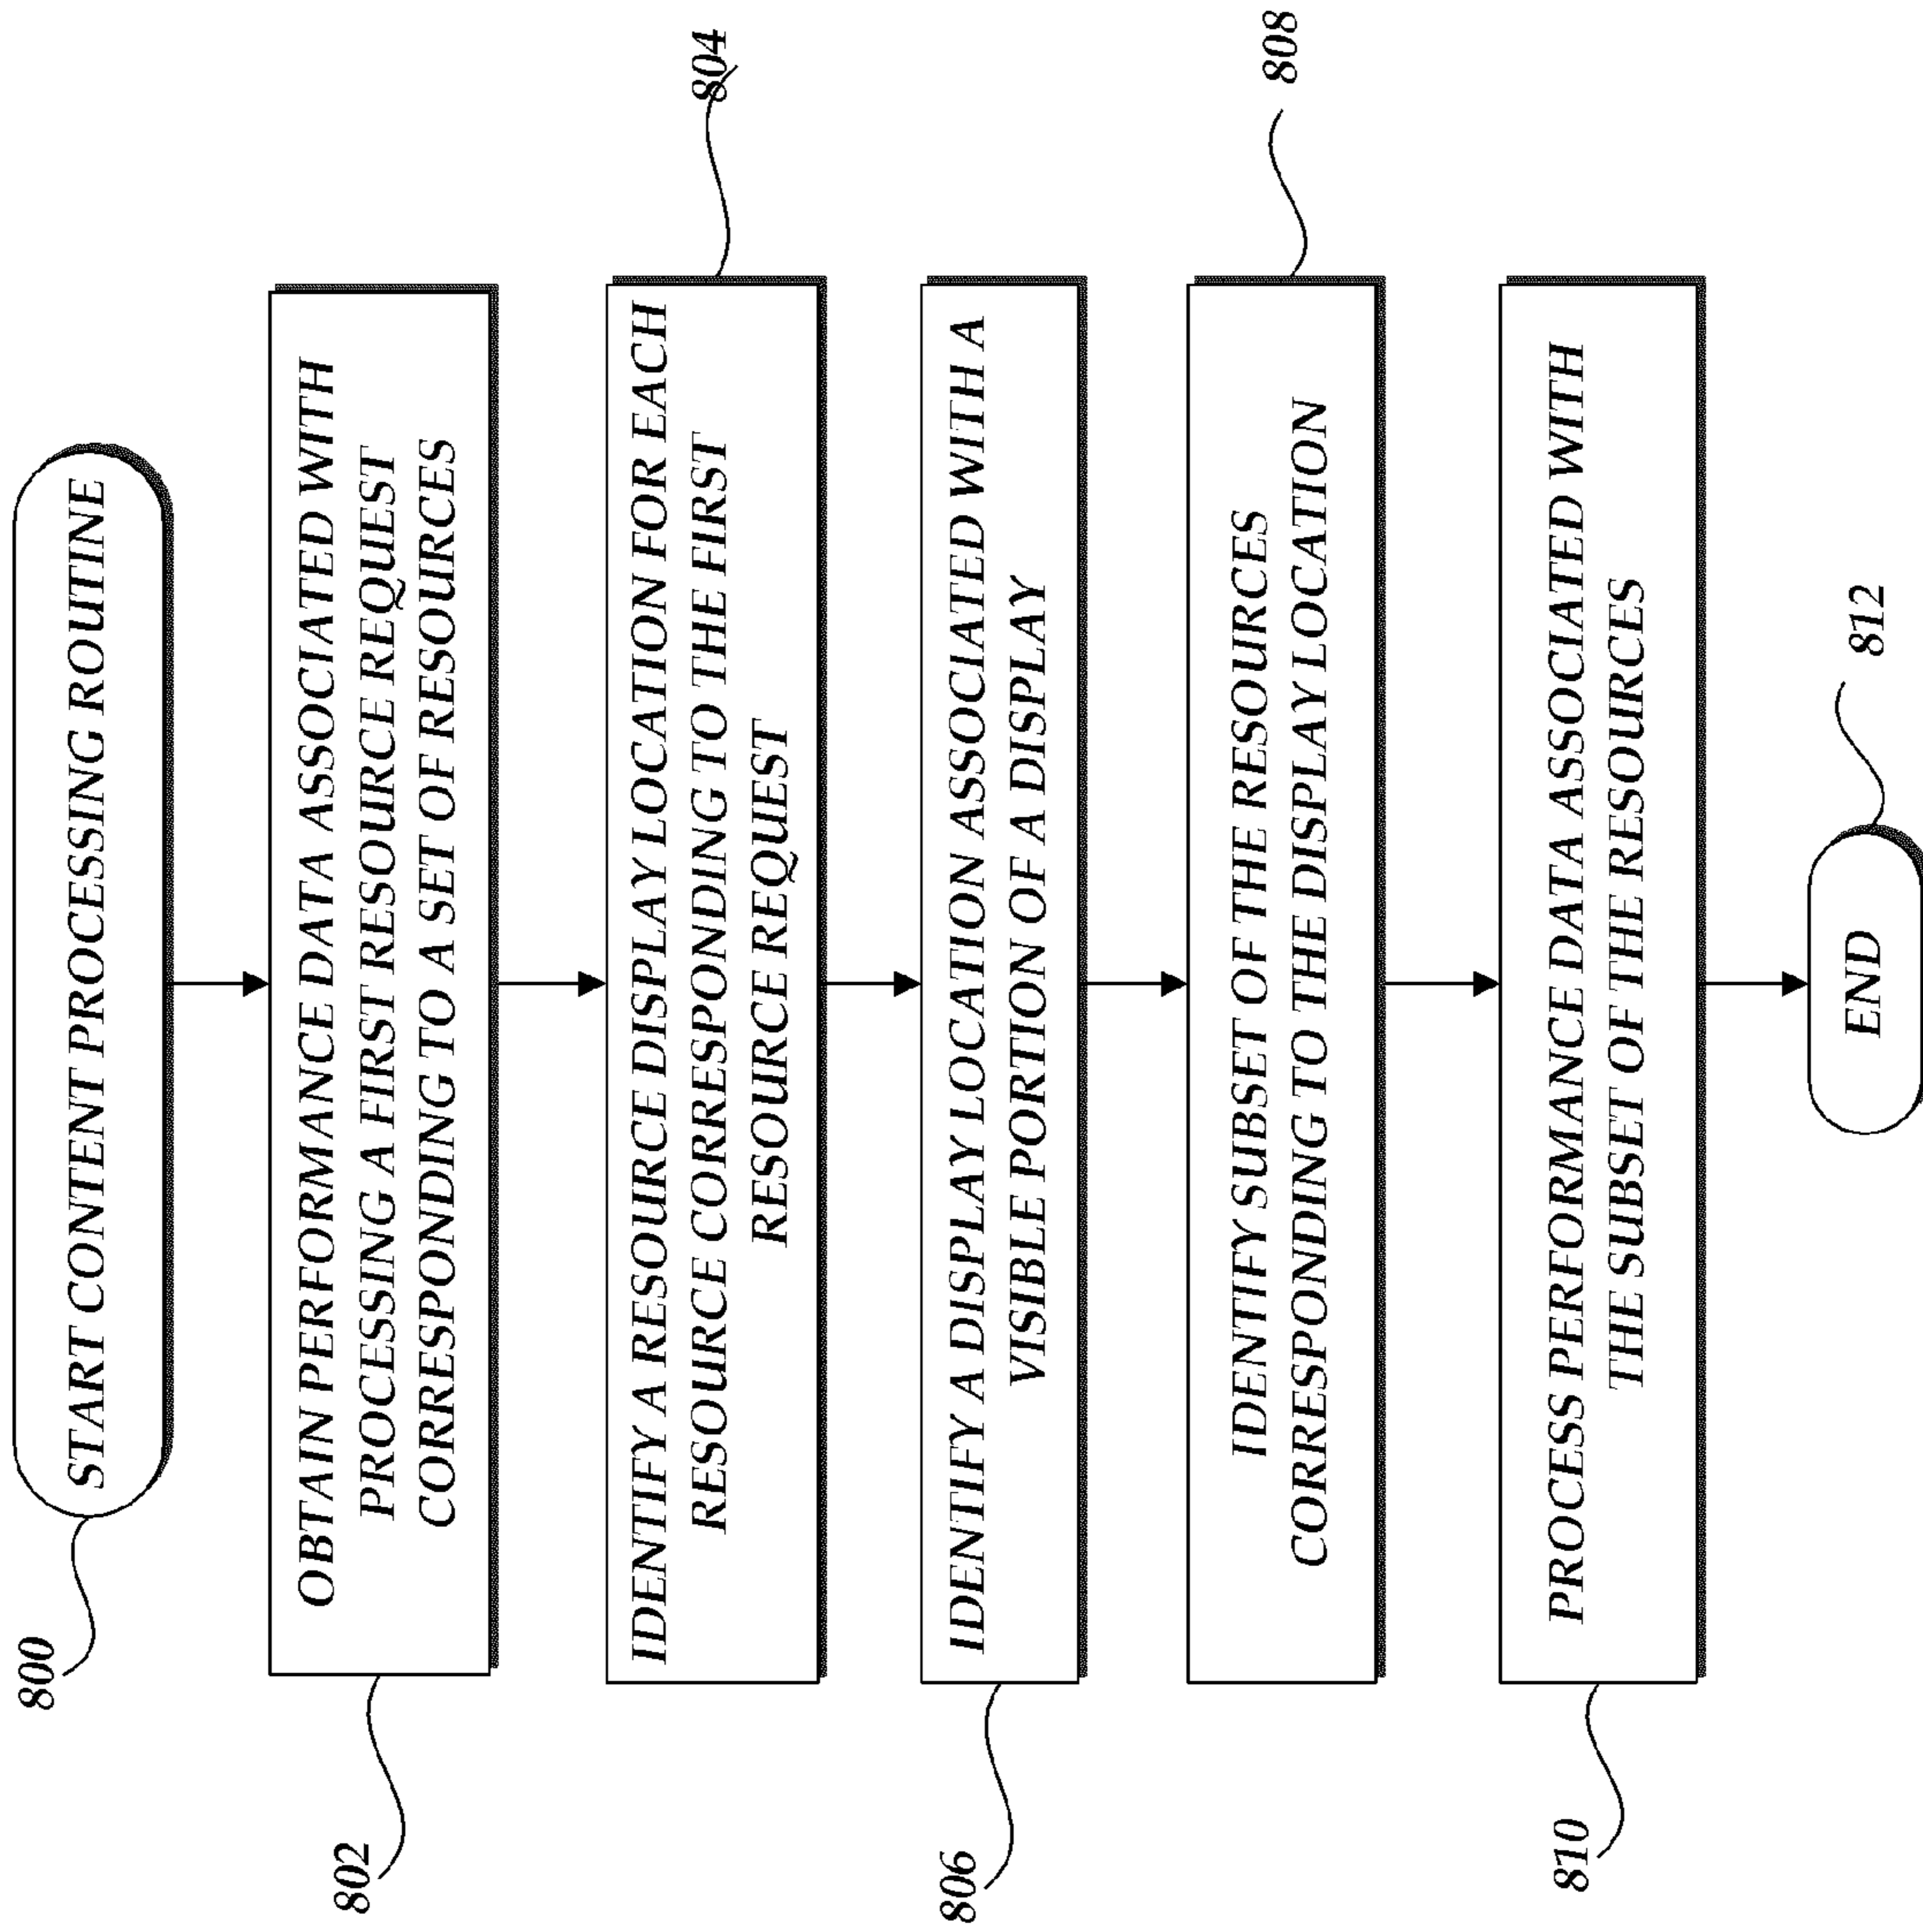 800
START CONTENT PROCESSING ROUTINE
802
OBTAIN PERFORMANCE DATA ASSOCIATED WITH
PROCESSING A FIRST RESOURCE REQUEST
CORRESPONDING TO A SET OF RESOURCES
804
IDENTIFY A RESOURCE DISPLAY LOCATION FOR EACH
RESOURCE CORRESPONDING TO THE FIRST
RESOURCE REQUEST
806
IDENTIFY A DISPLAY LOCATION ASSOCIATED WITH A
VISIBLE PORTION OF A DISPLAY
808
IDENTIFY SUBSET OF THE RESOURCES
CORRESPONDING TO THE DISPLAY LOCATION
810
PROCESS PERFORMANCE DATA ASSOCIATED WITH
THE SUBSET OF THE RESOURCES
812
END